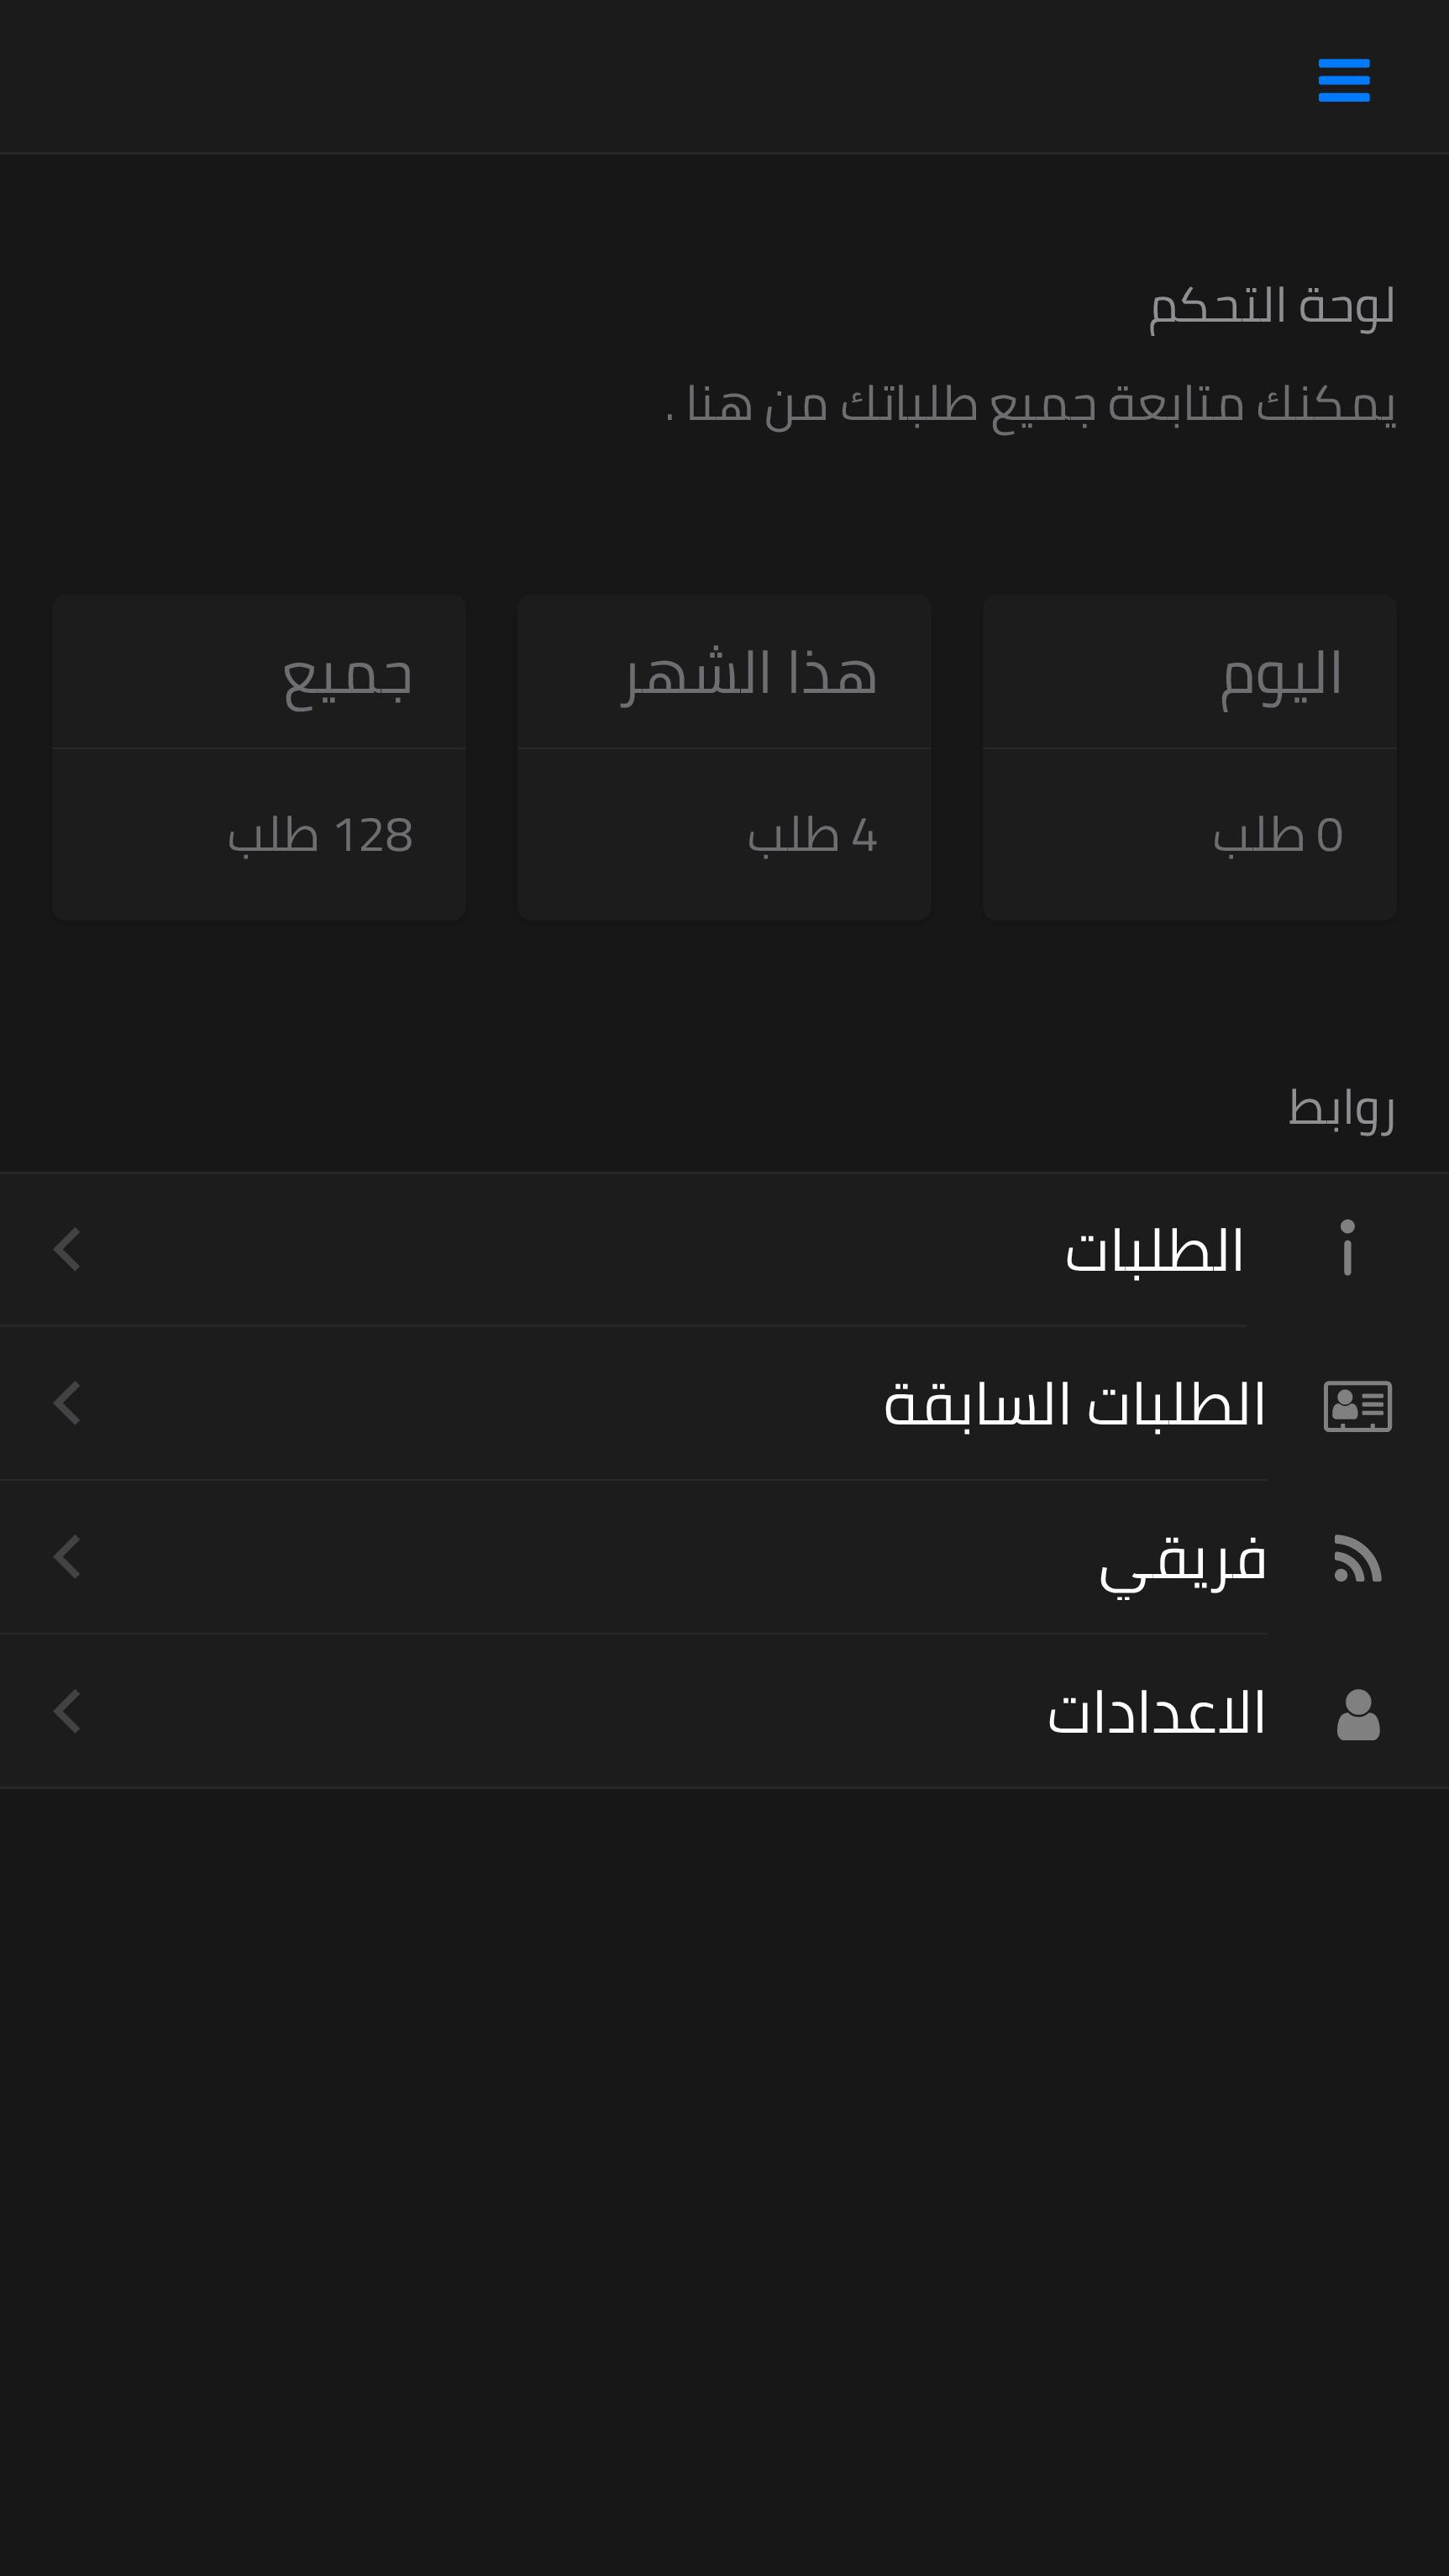 لوحة التحكم
يمكنك متابعة جميع طلباتك من هنا .
اليوم
0 طلب
هذا الشهر
4 طلب
جميع
128 طلب
روابط
الطلبات
الطلبات السابقة
فريقي
الاعدادات